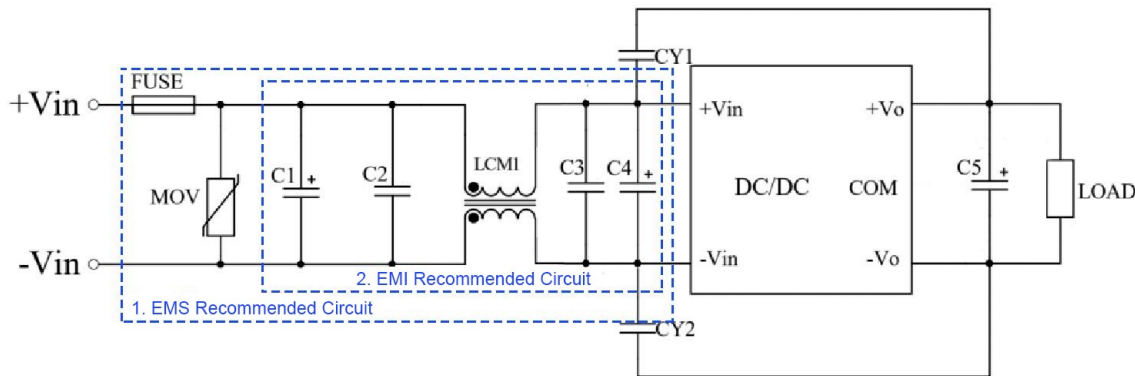 CY1
FUSE
+Vin
+Vin
+Vo
LCM1
C1 +
C2
C3
C4 +
C5 +
MOV
DC/DC
COM
LOAD
-Vin
-Vin
-Vo
2. EMI Recommended Circuit
1. EMS Recommended Circuit
CY2